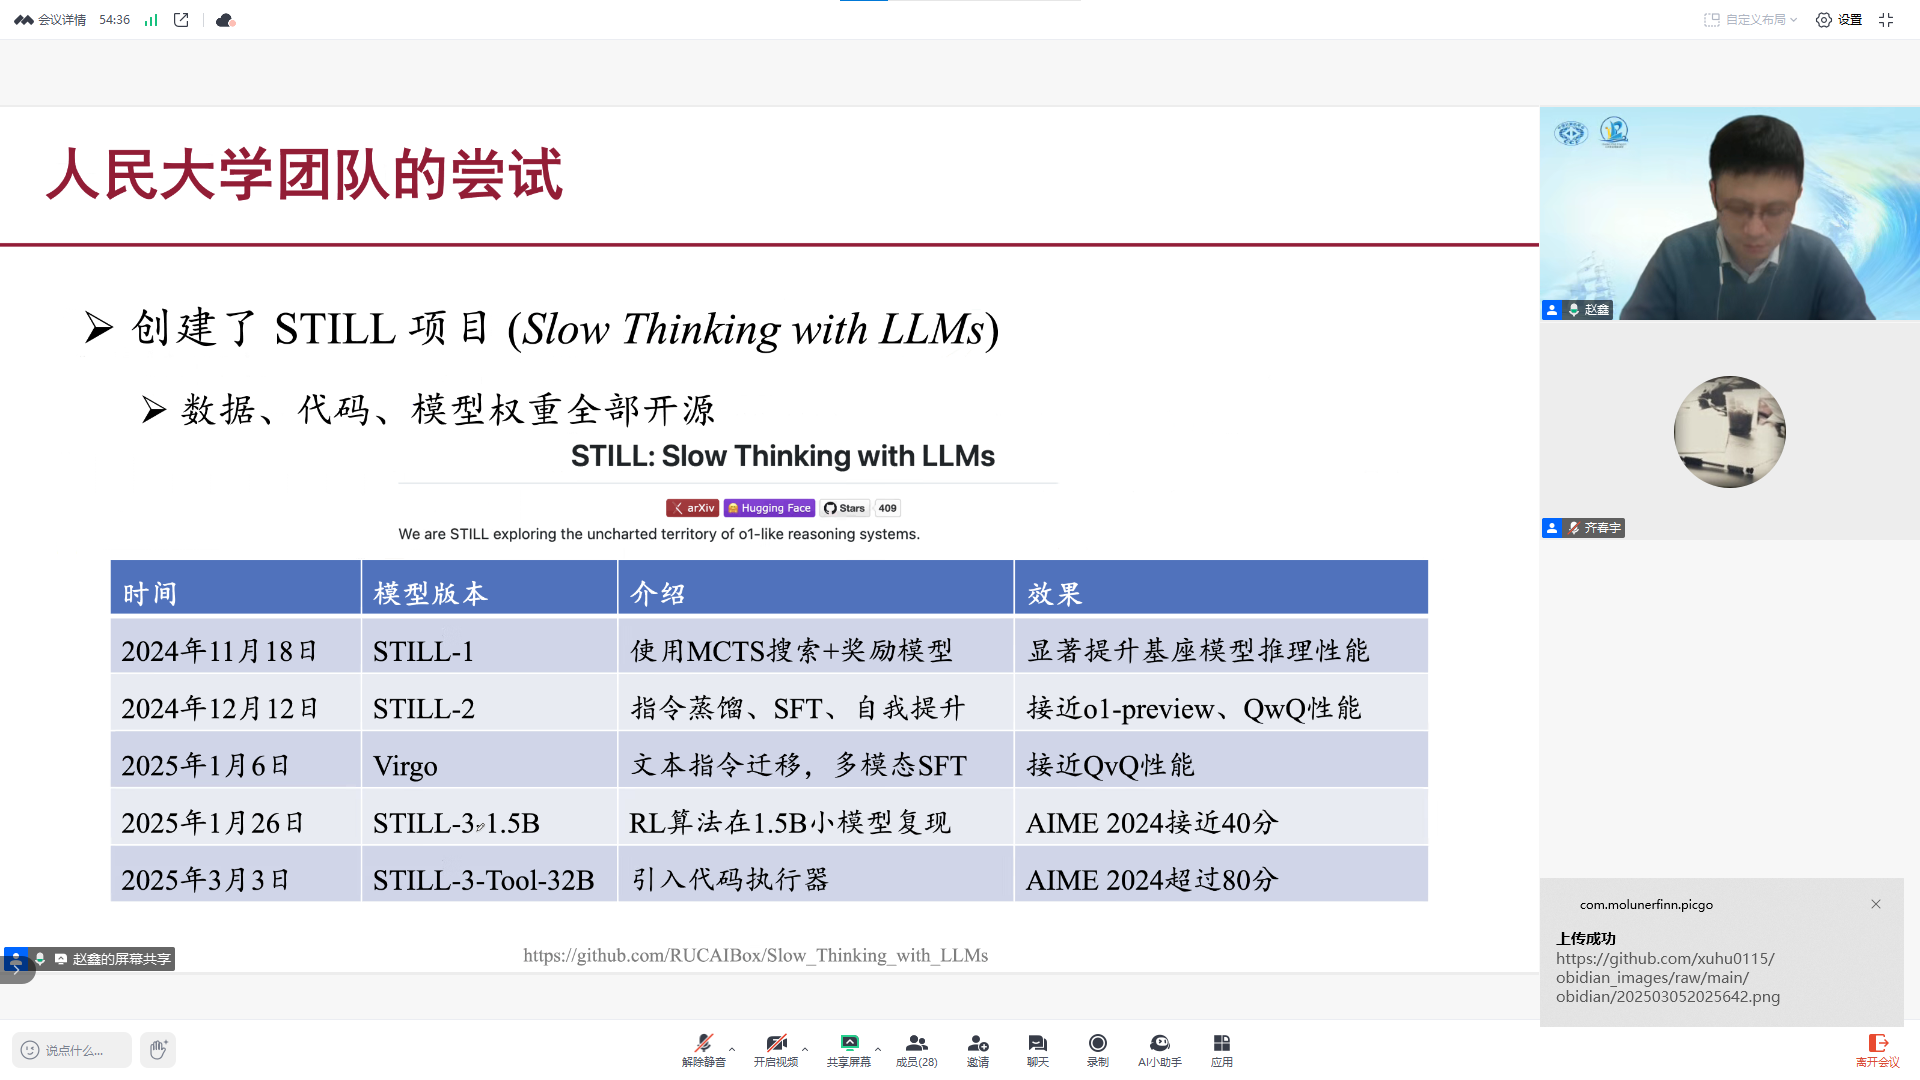 会议详情 54:36
自定义布局 设置
人民大学团队的尝试
创建了 STILL 项目 (Slow Thinking with LLMs)
数据、代码、模型权重全部开源
STILL: Slow Thinking with LLMs
arXiv Hugging Face Stars 409
We are STILL exploring the uncharted territory of o1-like reasoning systems.
时间 模型版本 介绍 效果
2024年11月18日 STILL-1 使用MCTS搜索+奖励模型 显著提升基座模型推理性能
2024年12月12日 STILL-2 指令蒸馏、SFT、自我提升 接近o1-preview、QwQ性能
2025年1月6日 Virgo 文本指令迁移，多模态SFT 接近QvQ性能
2025年1月26日 STILL-3-1.5B RL算法在1.5B小模型复现 AIME 2024接近40分
2025年3月3日 STILL-3-Tool-32B 引入代码执行器 AIME 2024超过80分
https://github.com/RUCAIBox/Slow_Thinking_with_LLMs
赵鑫的屏幕共享
赵鑫
齐春宇
com.molunerfinn.picgo
上传成功
https://github.com/xuhu0115/
obidian_images/raw/main/
obidian/202503052025642.png
说点什么...
解除静音 开启视频 共享屏幕 成员(28) 邀请 聊天 录制 AI小助手 应用 离开会议